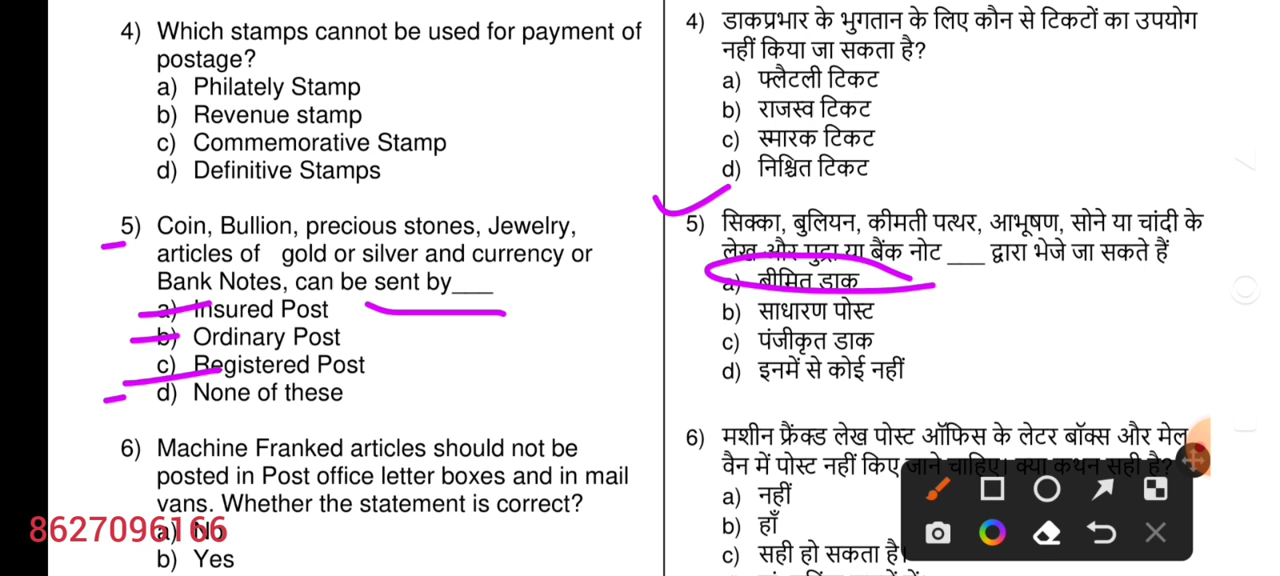 4) Which stamps cannot be used for payment of
postage?
a) Philately Stamp
b) Revenue stamp
c) Commemorative Stamp
d) Definitive Stamps
5) Coin, Bullion, precious stones, Jewelry,
articles of gold or silver and currency or
Bank Notes, can be sent by___
a) Insured Post
b) Ordinary Post
c) Registered Post
d) None of these
6) Machine Franked articles should not be
posted in Post office letter boxes and in mail
vans. Whether the statement is correct?
a) No
8627096166
b) Yes
4) डाकप्रभार के भुगतान के लिए कौन से टिकटों का उपयोग
नहीं किया जा सकता है?
a) फ्लैटली टिकट
b) राजस्व टिकट
c) स्मारक टिकट
d) निश्चित टिकट
5) सिक्का, बुलियन, कीमती पत्थर, आभूषण, सोने या चांदी के
लेख और मुद्रा या बैंक नोट ___ द्वारा भेजे जा सकते हैं
a) बीमित डाक
b) साधारण पोस्ट
c) पंजीकृत डाक
d) इनमें से कोई नहीं
6) मशीन फ्रैंक्ड लेख पोस्ट ऑफिस के लेटर बॉक्स और मेल
वैन में पोस्ट नहीं किए जाने चाहिए। क्या कथन सही है?
a) नहीं
b) हाँ
c) सही हो सकता है।